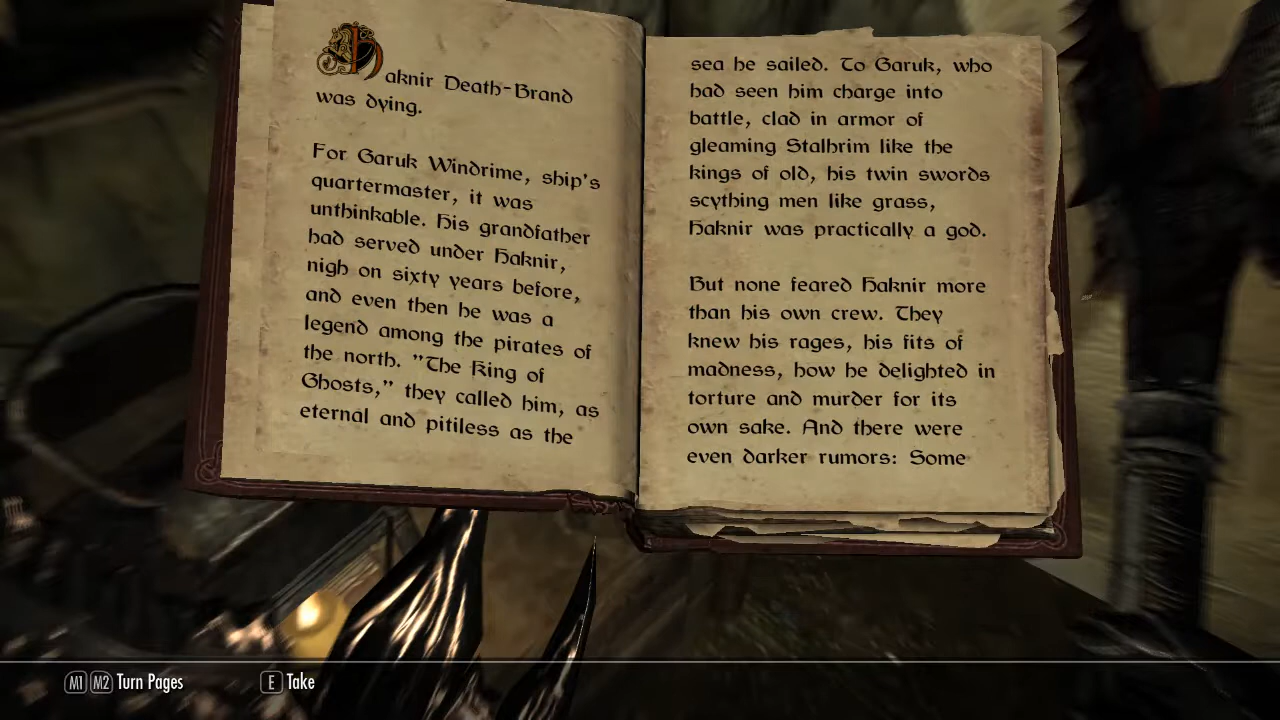 Haknir Death-Brand
was dying.
For Garuk Windrime, ship's
quartermaster, it was
unthinkable. His grandfather
had served under Haknir,
nigh on sixty years before,
and even then he was a
legend among the pirates of
the north. "The King of
Ghosts," they called him, as
eternal and pitiless as the
sea he sailed. To Garuk, who
had seen him charge into
battle, clad in armor of
gleaming Stalhrim like the
kings of old, his twin swords
scything men like grass,
Haknir was practically a god.
But none feared Haknir more
than his own crew. They
knew his rages, his fits of
madness, how he delighted in
torture and murder for its
own sake. And there were
even darker rumors: Some
M1 M2 Turn Pages
E Take